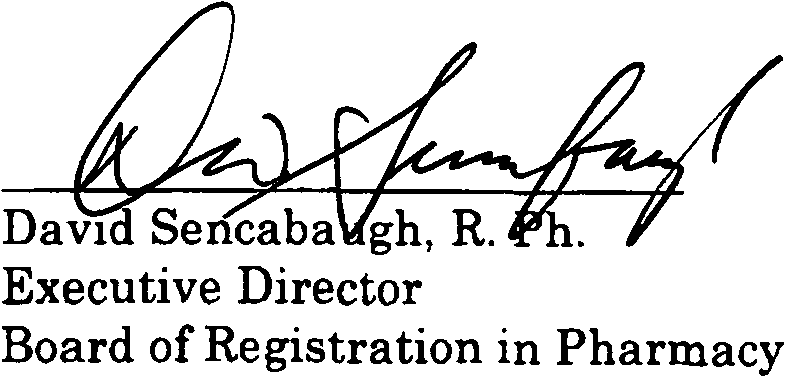 David Sencabaugh, R. Ph.
Executive Director
Board of Registration in Pharmacy